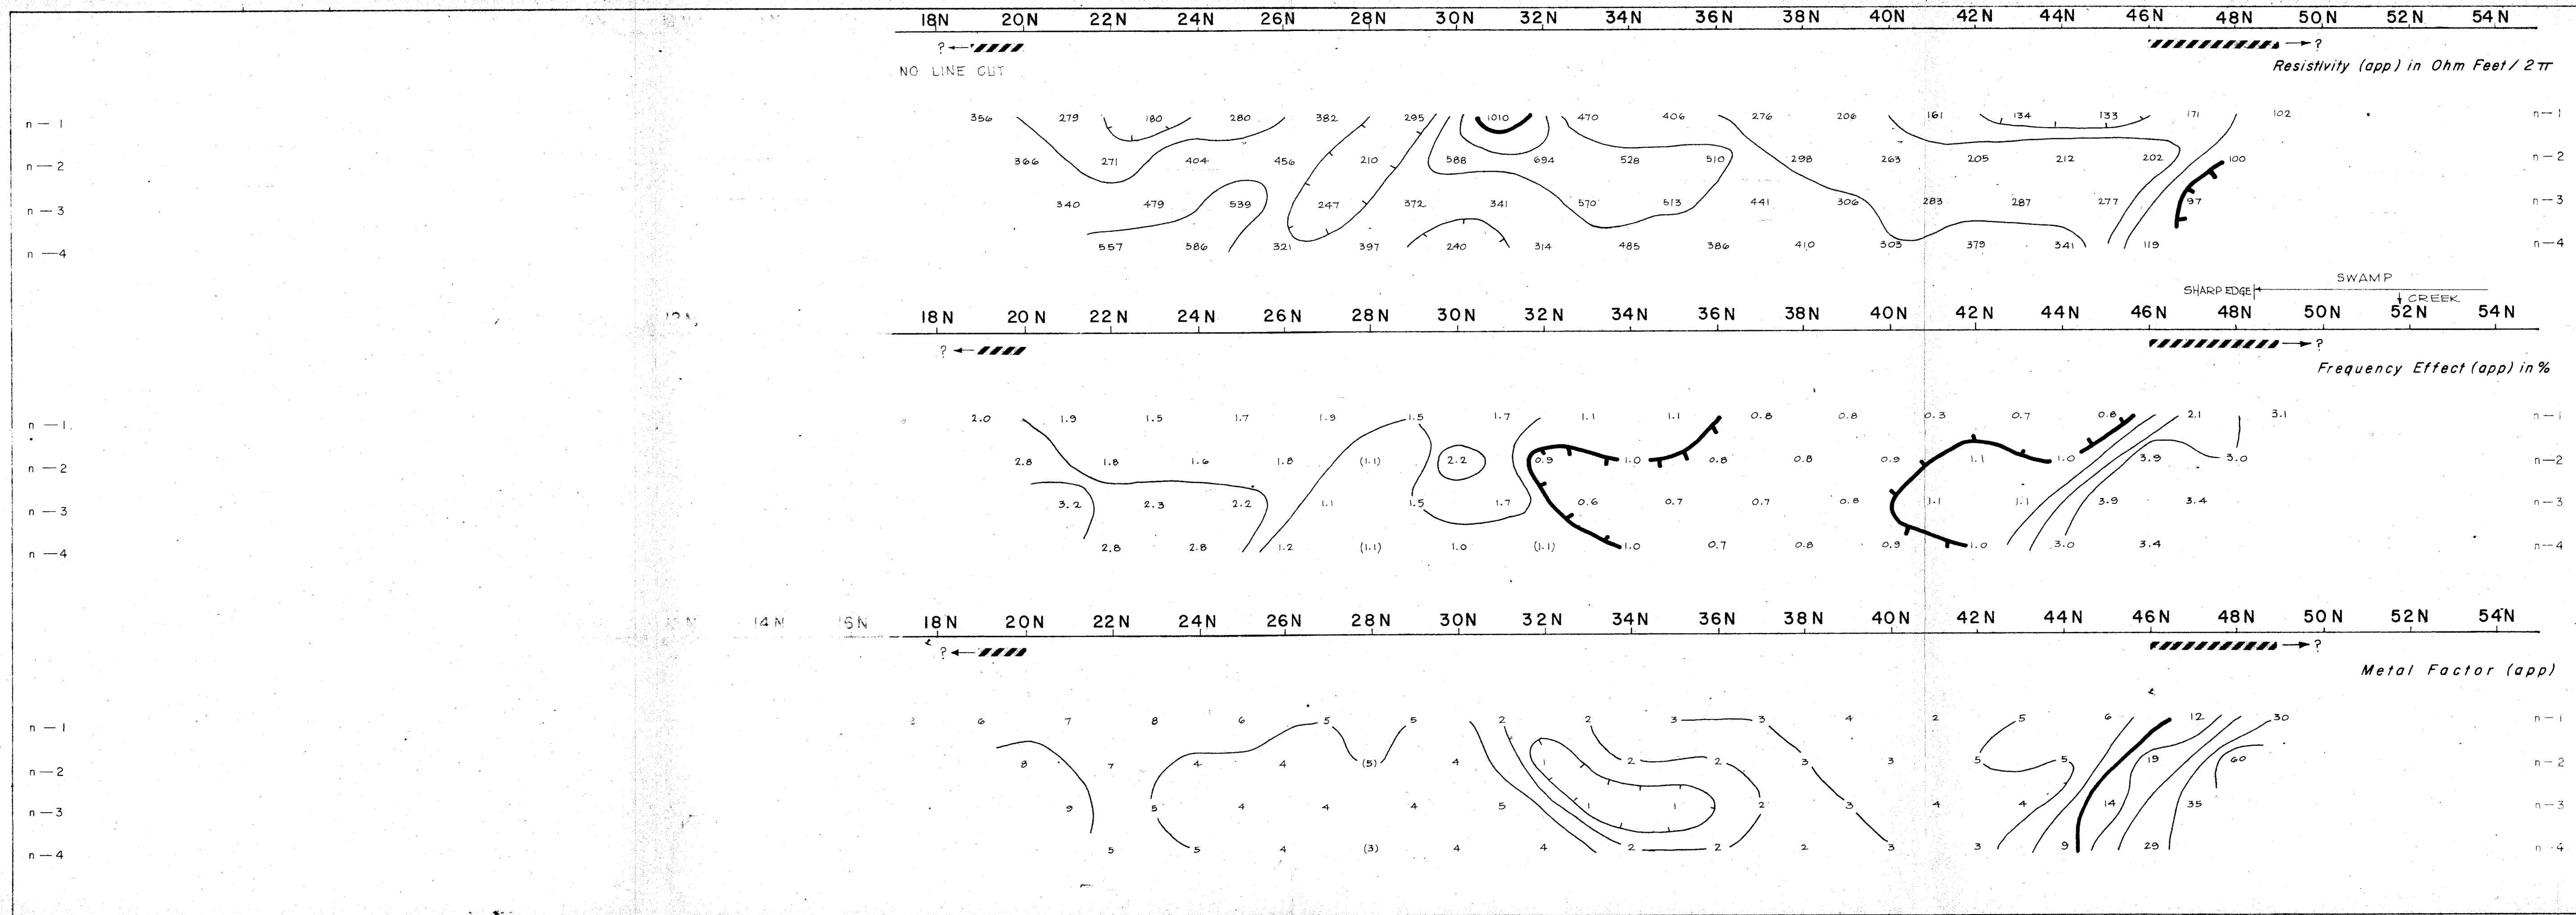 18N 20N 22N 24N 26N 28N 30N 32N 34N 36N 38N 40N 42N 44N 46N 48N 50N 52N 54N
? ?
NO LINE CUT
Resistivity (app) in Ohm Feet / 2π
n — 1 356 279 180 280 382 295 1010 470 406 276 206 161 134 133 171 102 n — 1
n — 2 366 271 404 456 210 588 694 528 510 298 263 205 212 202 100 n — 2
n — 3 340 479 539 247 372 341 570 513 441 306 283 287 277 97 n — 3
n — 4 557 586 321 397 240 314 485 386 410 303 379 341 119 n — 4
SWAMP
SHARP EDGE
CREEK
18N 20N 22N 24N 26N 28N 30N 32N 34N 36N 38N 40N 42N 44N 46N 48N 50N 52N 54N
? ?
Frequency Effect (app) in %
n — 1 2.0 1.9 1.5 1.7 1.9 1.5 1.7 1.1 1.1 0.8 0.8 0.3 0.7 0.8 2.1 3.1 n — 1
n — 2 2.8 1.8 1.6 1.8 (1.1) 2.2 0.9 1.0 0.8 0.8 0.9 1.1 1.0 3.9 3.0 n — 2
n — 3 3.2 2.3 2.2 1.1 1.5 1.7 0.6 0.7 0.7 0.8 1.1 1.1 3.9 3.4 n — 3
n — 4 2.8 2.8 1.2 (1.1) 1.0 (1.1) 1.0 0.7 0.8 0.9 1.0 3.0 3.4 n — 4
14N 18N 20N 22N 24N 26N 28N 30N 32N 34N 36N 38N 40N 42N 44N 46N 48N 50N 52N 54N
? ?
Metal Factor (app)
n — 1 6 7 8 6 5 5 2 2 3 3 4 2 5 6 12 30 n — 1
n — 2 8 7 4 4 (5) 4 1 2 2 3 3 5 5 19 60 n — 2
n — 3 9 5 4 4 4 5 1 1 2 3 4 4 14 35 n — 3
n — 4 5 5 4 (3) 4 4 2 2 2 3 3 9 29 n — 4